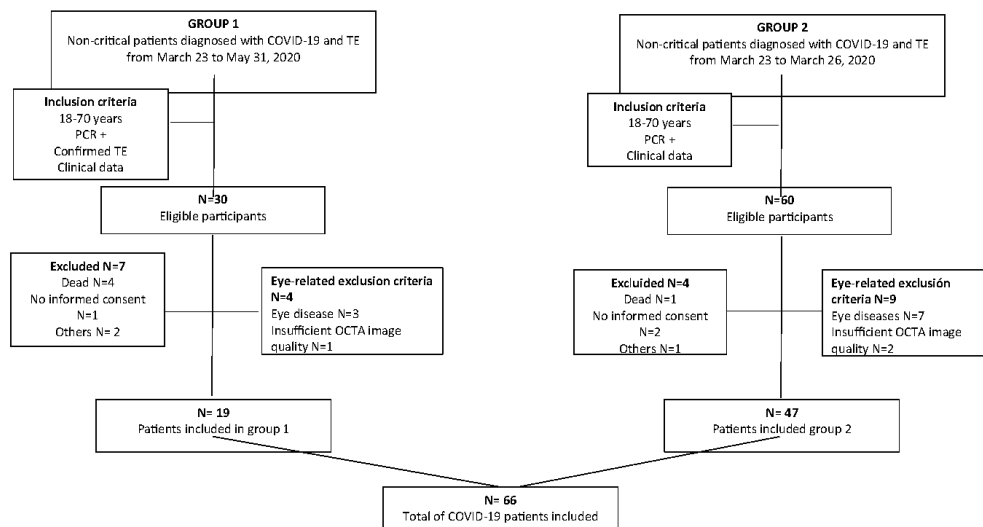 GROUP 1
Non-critical patients diagnosed with COVID-19 and TE
from March 23 to May 31, 2020
Inclusion criteria
18-70 years
PCR +
Confirmed TE
Clinical data
N=30
Eligible participants
Excluded N=7
Dead N=4
No informed consent
N=1
Others N= 2
Eye-related exclusion criteria
N=4
Eye disease N=3
Insufficient OCTA image
quality N=1
N= 19
Patients included in group 1
GROUP 2
Non-critical patients diagnosed with COVID-19 and TE
from March 23 to March 26, 2020
Inclusion criteria
18-70 years
PCR +
Clinical data
N=60
Eligible participants
Excluided N=4
Dead N=1
No informed consent
N=2
Others N=1
Eye-related exclusión
criteria N=9
Eye diseases N=7
Insufficient OCTA image
quality N=2
N= 47
Patients included group 2
N= 66
Total of COVID-19 patients included